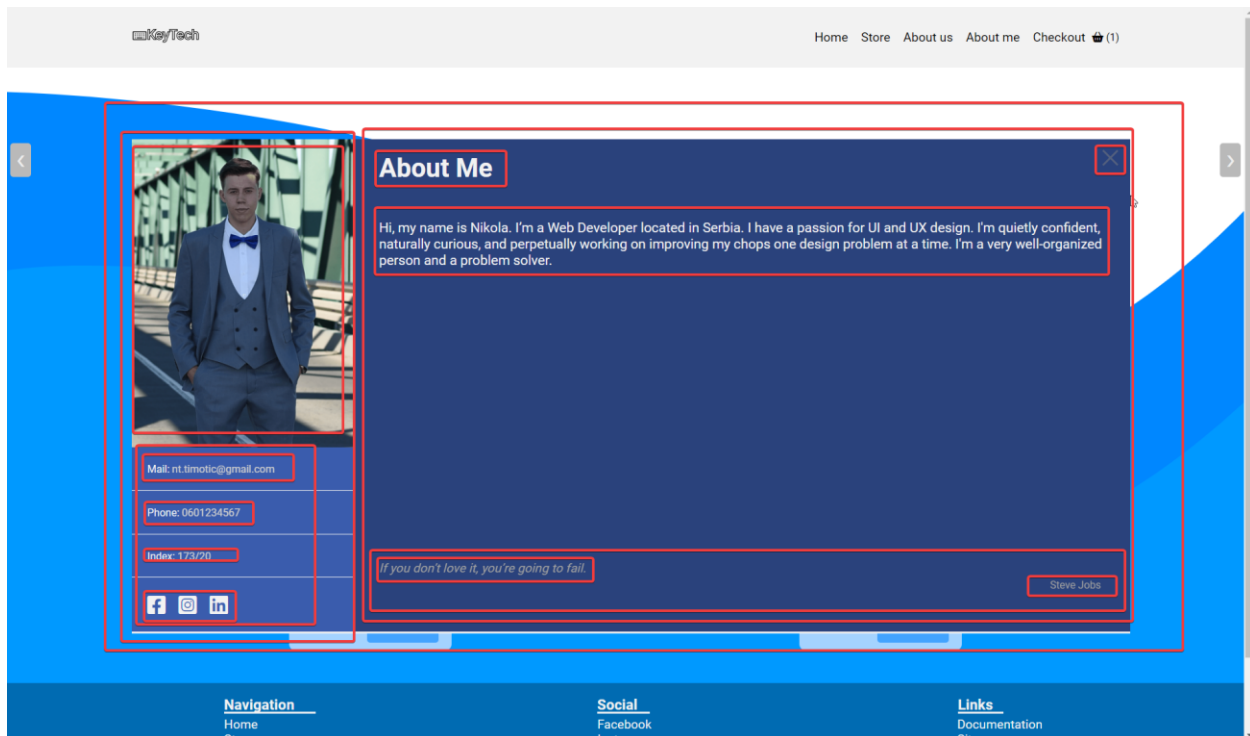 KeyTech
Home Store About us About me Checkout (1)
About Me
Hi, my name is Nikola. I'm a Web Developer located in Serbia. I have a passion for UI and UX design. I'm quietly confident,
naturally curious, and perpetually working on improving my chops one design problem at a time. I'm a very well-organized
person and a problem solver.
Mail: nt.timotic@gmail.com
Phone: 0601234567
Index: 173/20
If you don't love it, you're going to fail.
Steve Jobs
Navigation
Home
Social
Facebook
Links
Documentation